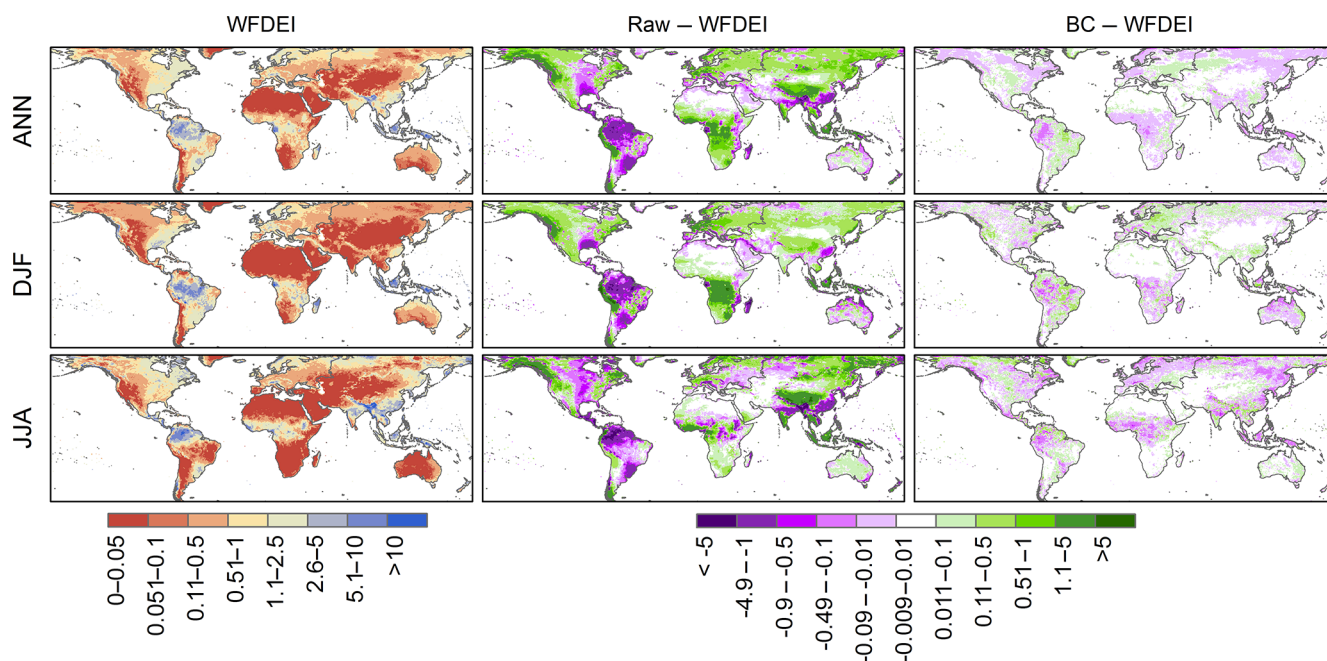 WFDEI
Raw – WFDEI
BC – WFDEI
ANN
DJF
JJA
0–0.05
0.051–0.1
0.11–0.5
0.51–1
1.1–2.5
2.6–5
5.1–10
>10
< -5
-4.9 – -1
-0.9 – -0.5
-0.49 – -0.1
-0.09 – -0.01
-0.009–0.01
0.011–0.1
0.11–0.5
0.51–1
1.1–5
>5